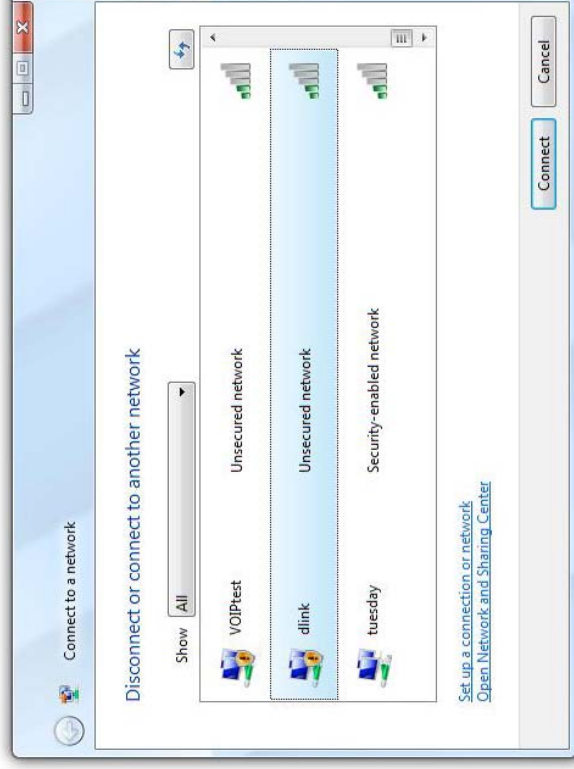 Connect to a network
Disconnect or connect to another network
Show All
VOIPtest Unsecured network
dlink Unsecured network
tuesday Security-enabled network
Set up a connection or network
Open Network and Sharing Center
Connect Cancel